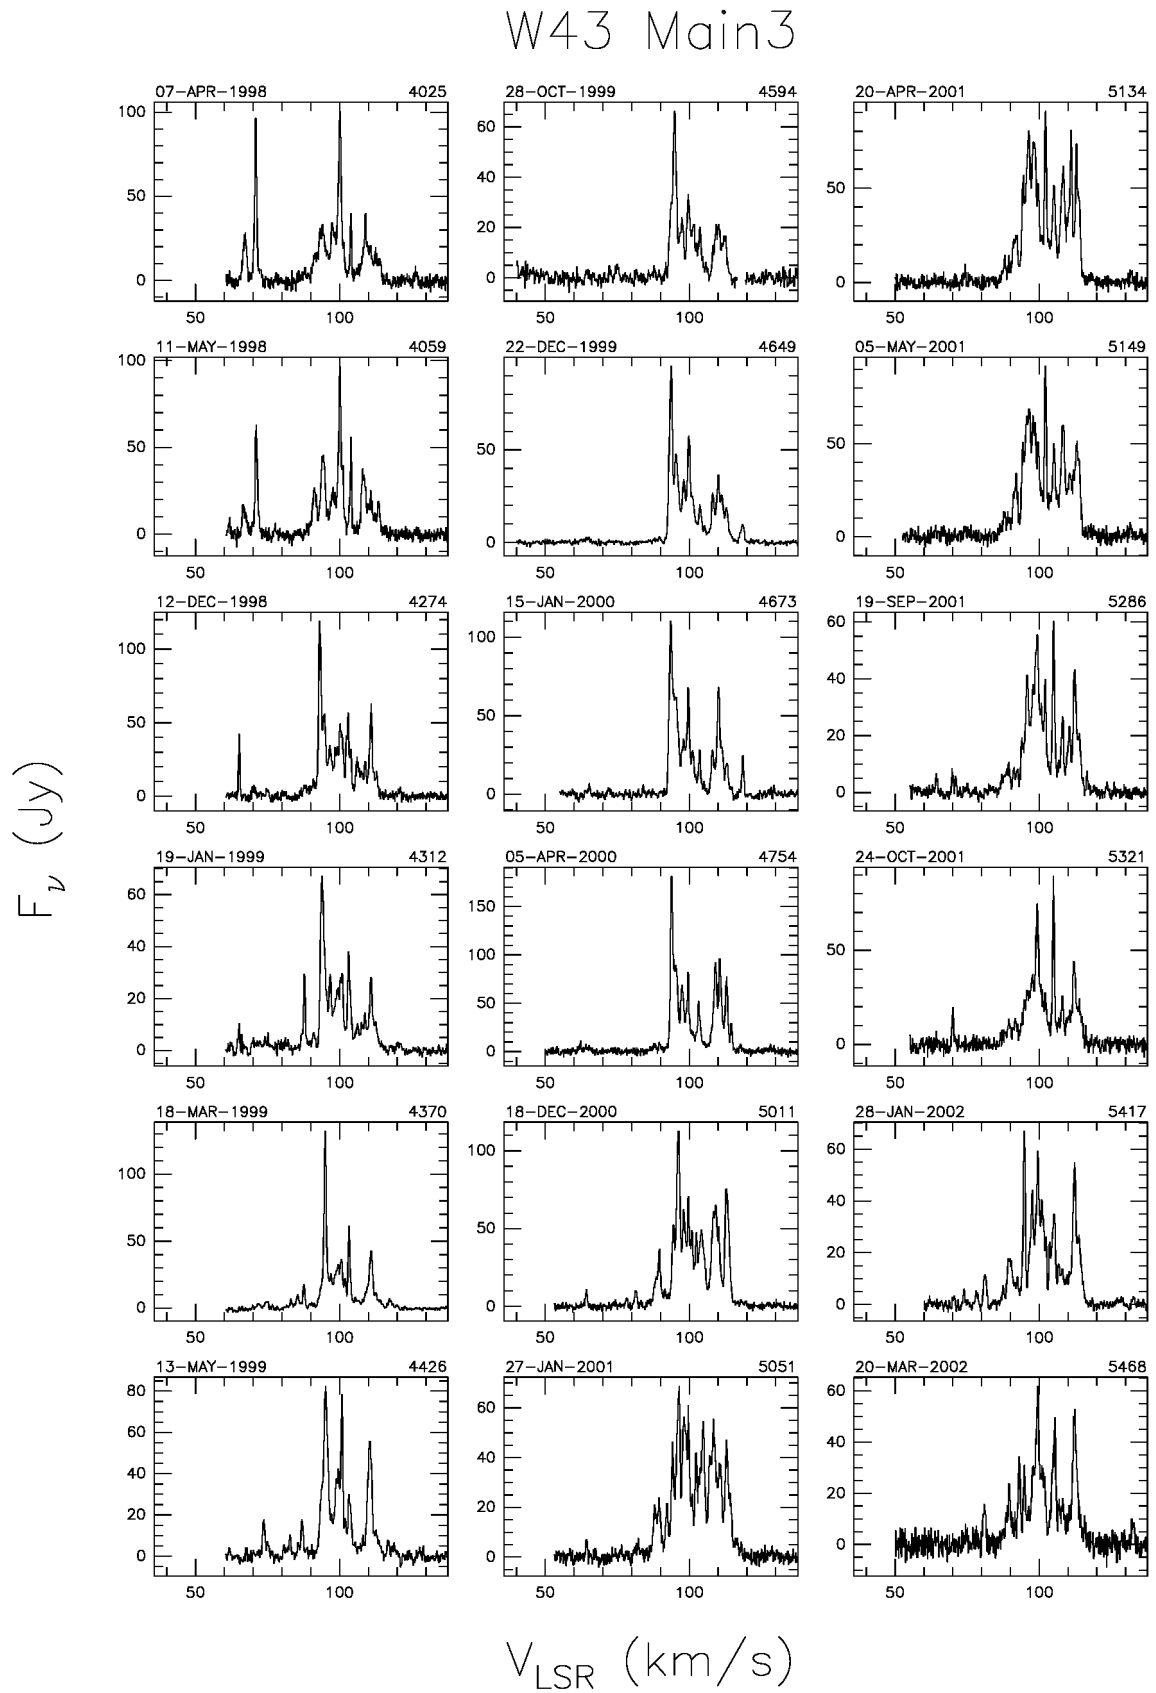 W43 Main3
07-APR-1998 4025 28-OCT-1999 4594 20-APR-2001 5134
100 50 0 60 40 20 0 50 0
50 100 50 100 50 100
11-MAY-1998 4059 22-DEC-1999 4649 05-MAY-2001 5149
100 50 0 50 0 50 0
50 100 50 100 50 100
12-DEC-1998 4274 15-JAN-2000 4673 19-SEP-2001 5286
100 50 0 100 50 0 60 40 20 0
50 100 50 100 50 100
19-JAN-1999 4312 05-APR-2000 4754 24-OCT-2001 5321
60 40 20 0 150 100 50 0 50 0
50 100 50 100 50 100
18-MAR-1999 4370 18-DEC-2000 5011 28-JAN-2002 5417
100 50 0 100 50 0 60 40 20 0
50 100 50 100 50 100
13-MAY-1999 4426 27-JAN-2001 5051 20-MAR-2002 5468
80 60 40 20 0 60 40 20 0 60 40 20 0
50 100 50 100 50 100
Fν (Jy)
VLSR (km/s)